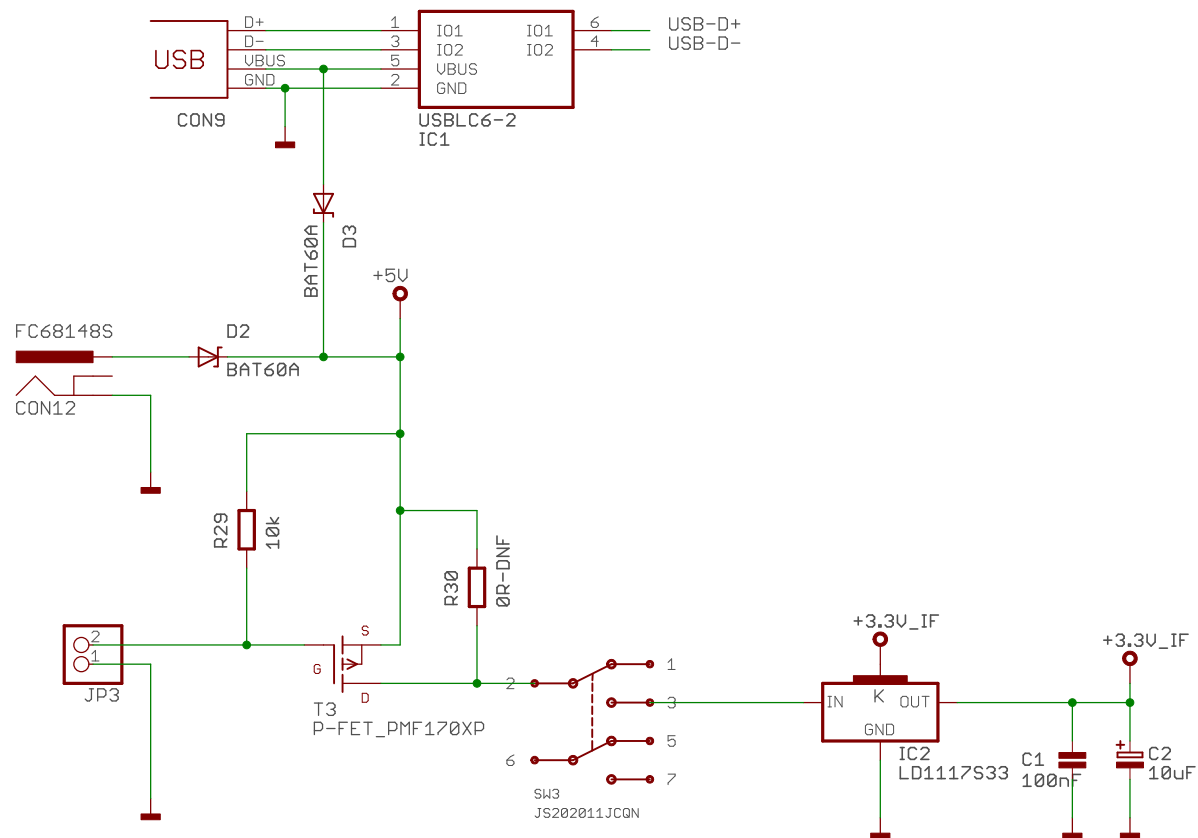 D+ 1 IO1 IO1 6 USB-D+
D- 3 IO2 IO2 4 USB-D-
USB
VBUS 5 VBUS
GND 2 GND
CON9
USBLC6-2
IC1
D3
BAT60A
+5V
FC68148S
D2
BAT60A
CON12
R29
10k
R30
0R-DNF
2
1
JP3
S
G
D
T3
P-FET_PMF170XP
2
1
3
5
6
7
SW3
JS202011JCQN
+3.3V_IF
K
IN OUT
GND
IC2
LD1117S33
+3.3V_IF
C1
100nF
+
C2
10uF